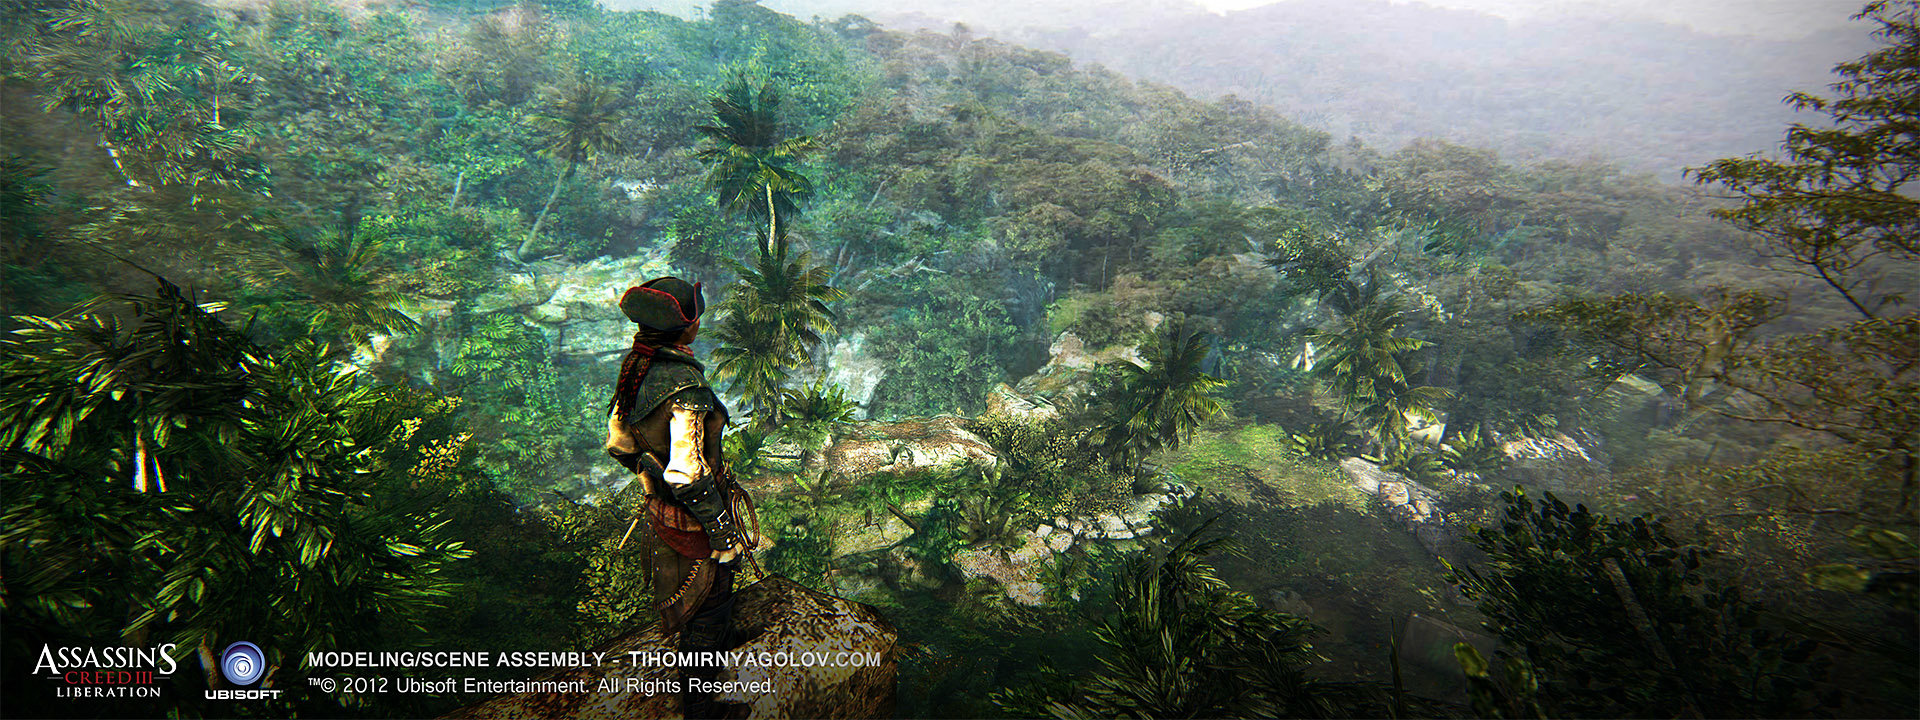 ASSASSIN'S
CREED III
LIBERATION
UBISOFT
MODELING/SCENE ASSEMBLY - TIHOMIRNYAGOLOV.COM
™© 2012 Ubisoft Entertainment. All Rights Reserved.